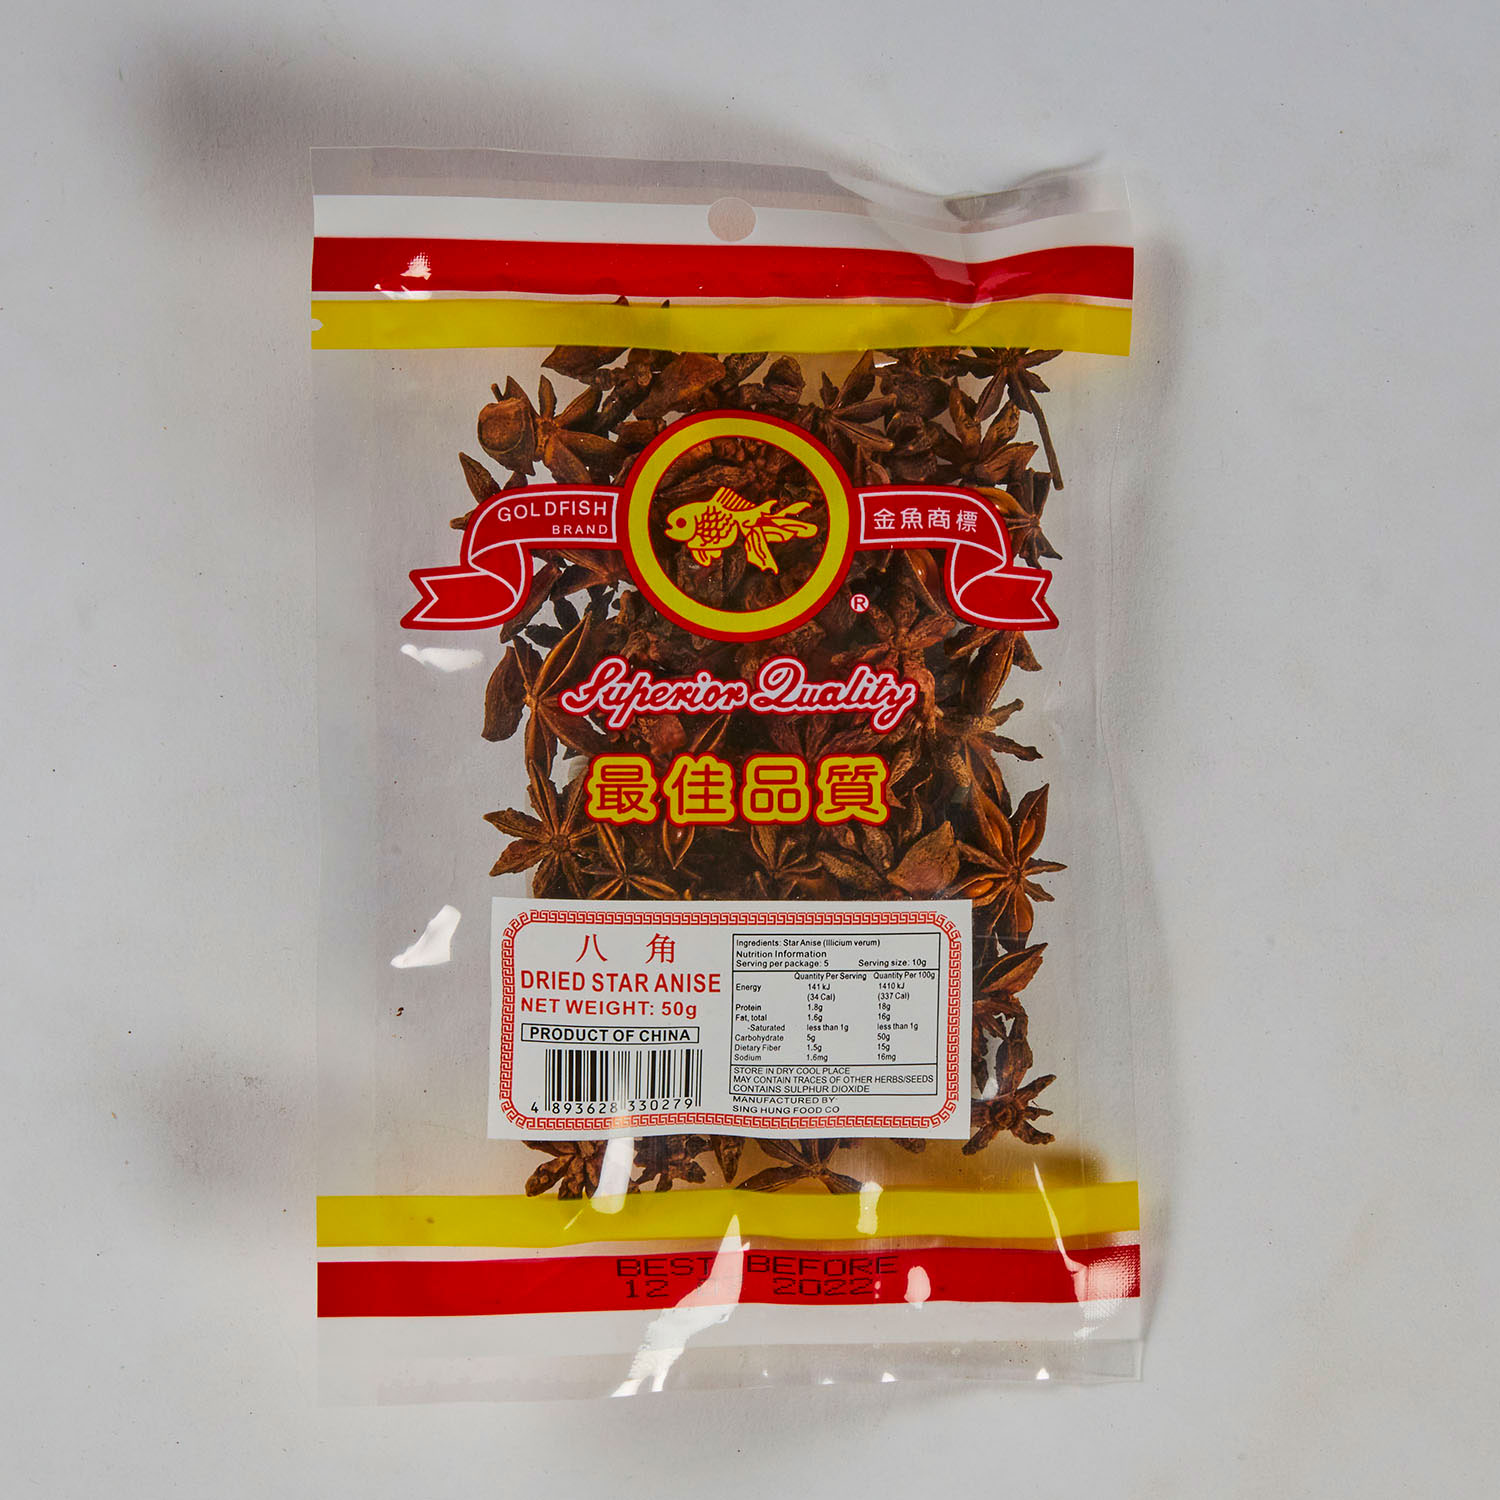 GOLDFISH
BRAND
金魚商標
®
Superior Quality
最佳品質
八角
DRIED STAR ANISE
NET WEIGHT: 50g
PRODUCT OF CHINA
4 893628 330279
Ingredients: Star Anise (Illicium verum)
Nutrition Information
Serving per package: 5 Serving size: 10g
Quantity Per Serving Quantity Per 100g
Energy 141 kJ 1410 kJ
(34 Cal) (337 Cal)
Protein 1.8g 18g
Fat, total 1.6g 16g
-Saturated less than 1g less than 1g
Carbohydrate 5g 50g
Dietary Fiber 1.5g 15g
Sodium 1.6mg 16mg
STORE IN DRY COOL PLACE
MAY CONTAIN TRACES OF OTHER HERBS/SEEDS
CONTAINS SULPHUR DIOXIDE
MANUFACTURED BY:
SING HUNG FOOD CO
BEST BEFORE
12 2022